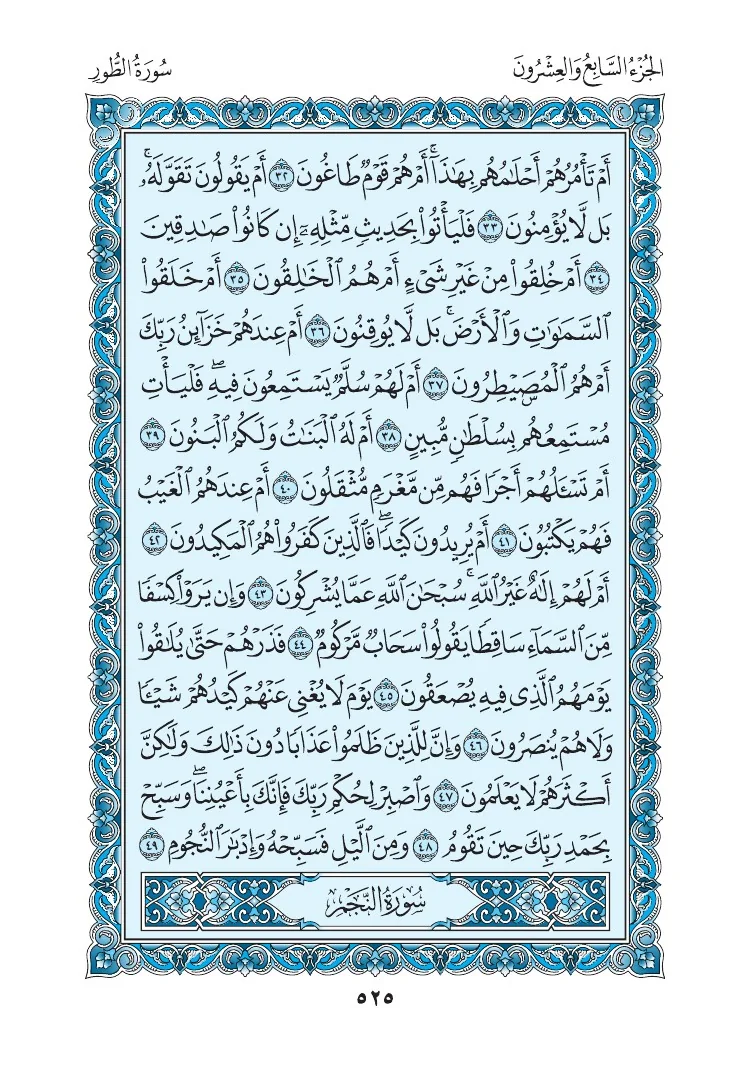 الجُزْءُ السَّابِعُ وَالعِشْرُونَ
سُورَةُ الطُّورِ
أَمْ تَأْمُرُهُمْ أَحْلَـٰمُهُم بِهَـٰذَآ ۚ أَمْ هُمْ قَوْمٌ طَاغُونَ ٣٢ أَمْ يَقُولُونَ تَقَوَّلَهُۥ ۚ
بَل لَّا يُؤْمِنُونَ ٣٣ فَلْيَأْتُوا۟ بِحَدِيثٍ مِّثْلِهِۦٓ إِن كَانُوا۟ صَـٰدِقِينَ
٣٤ أَمْ خُلِقُوا۟ مِنْ غَيْرِ شَىْءٍ أَمْ هُمُ ٱلْخَـٰلِقُونَ ٣٥ أَمْ خَلَقُوا۟
ٱلسَّمَـٰوَٰتِ وَٱلْأَرْضَ ۚ بَل لَّا يُوقِنُونَ ٣٦ أَمْ عِندَهُمْ خَزَآئِنُ رَبِّكَ
أَمْ هُمُ ٱلْمُصَۣيْطِرُونَ ٣٧ أَمْ لَهُمْ سُلَّمٌ يَسْتَمِعُونَ فِيهِ ۖ فَلْيَأْتِ
مُسْتَمِعُهُم بِسُلْطَـٰنٍ مُّبِينٍ ٣٨ أَمْ لَهُ ٱلْبَنَـٰتُ وَلَكُمُ ٱلْبَنُونَ ٣٩
أَمْ تَسْـَٔلُهُمْ أَجْرًا فَهُم مِّن مَّغْرَمٍ مُّثْقَلُونَ ٤٠ أَمْ عِندَهُمُ ٱلْغَيْبُ
فَهُمْ يَكْتُبُونَ ٤١ أَمْ يُرِيدُونَ كَيْدًا ۖ فَٱلَّذِينَ كَفَرُوا۟ هُمُ ٱلْمَكِيدُونَ ٤٢
أَمْ لَهُمْ إِلَـٰهٌ غَيْرُ ٱللَّهِ ۚ سُبْحَـٰنَ ٱللَّهِ عَمَّا يُشْرِكُونَ ٤٣ وَإِن يَرَوْا۟ كِسْفًا
مِّنَ ٱلسَّمَآءِ سَاقِطًا يَقُولُوا۟ سَحَابٌ مَّرْكُومٌ ٤٤ فَذَرْهُمْ حَتَّىٰ يُلَـٰقُوا۟
يَوْمَهُمُ ٱلَّذِى فِيهِ يُصْعَقُونَ ٤٥ يَوْمَ لَا يُغْنِى عَنْهُمْ كَيْدُهُمْ شَيْـًٔا
وَلَا هُمْ يُنصَرُونَ ٤٦ وَإِنَّ لِلَّذِينَ ظَلَمُوا۟ عَذَابًا دُونَ ذَٰلِكَ وَلَـٰكِنَّ
أَكْثَرَهُمْ لَا يَعْلَمُونَ ٤٧ وَٱصْبِرْ لِحُكْمِ رَبِّكَ فَإِنَّكَ بِأَعْيُنِنَا ۖ وَسَبِّحْ
بِحَمْدِ رَبِّكَ حِينَ تَقُومُ ٤٨ وَمِنَ ٱلَّيْلِ فَسَبِّحْهُ وَإِدْبَـٰرَ ٱلنُّجُومِ ٤٩
سُورَةُ النَّجْمِ
٥٢٥